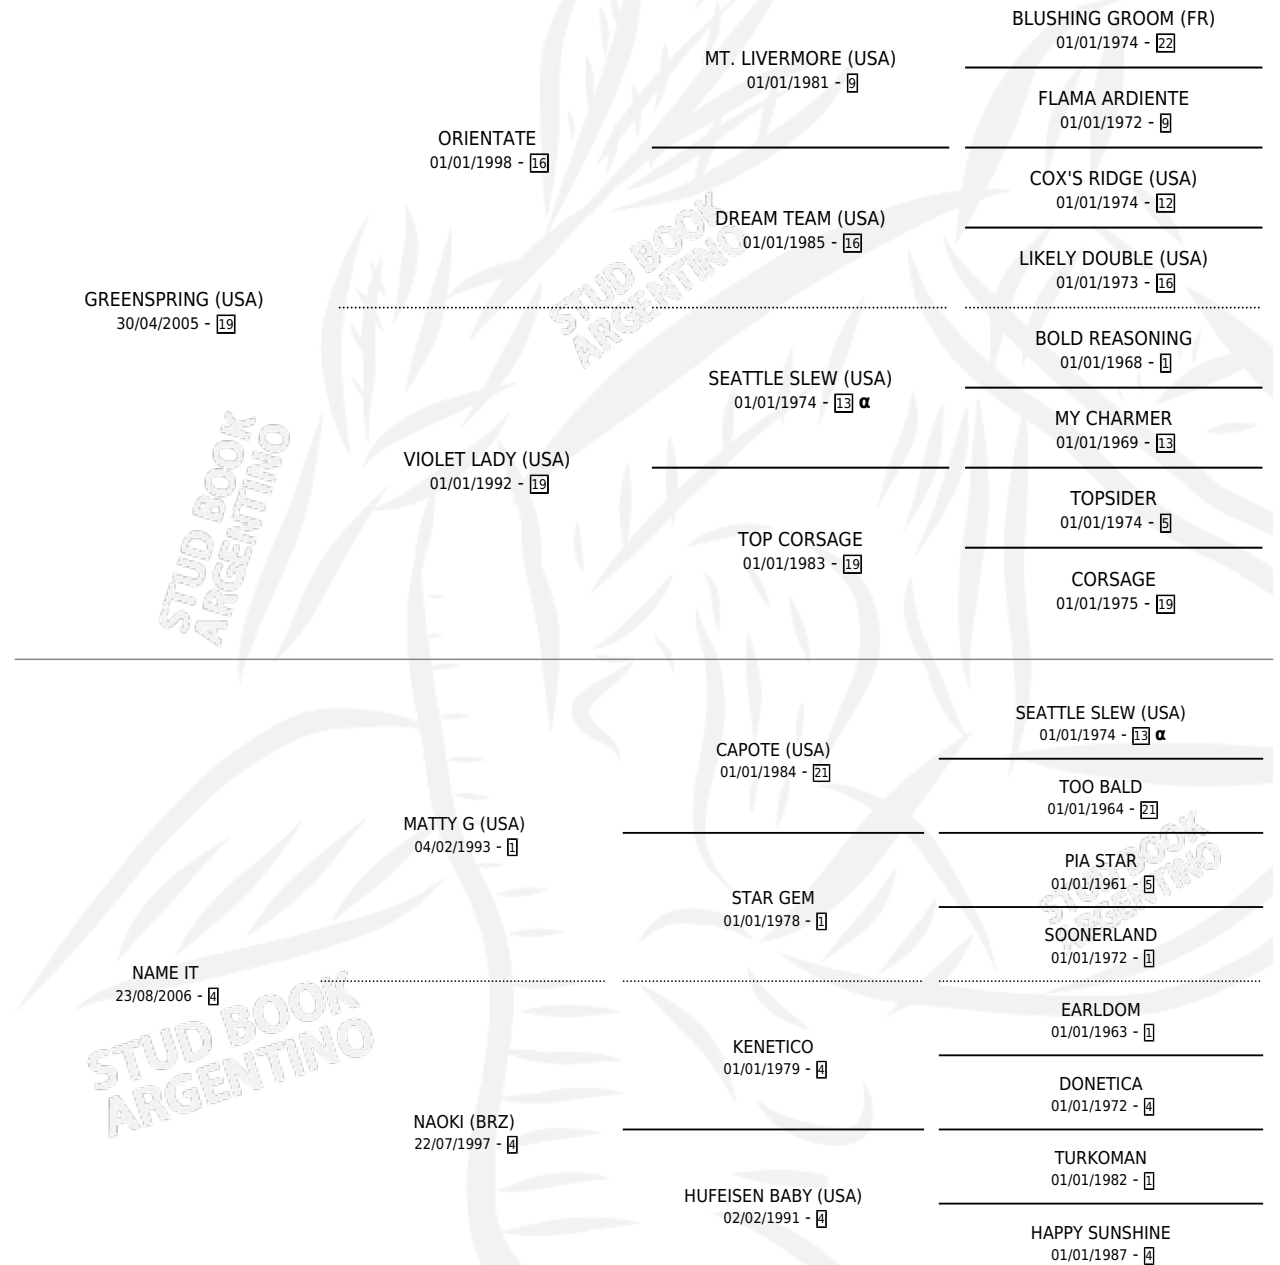 BLUSHING GROOM (FR)
01/01/1974 - 22
MT. LIVERMORE (USA)
01/01/1981 - 9
FLAMA ARDIENTE
01/01/1972 - 9
ORIENTATE
01/01/1998 - 16
COX'S RIDGE (USA)
01/01/1974 - 12
DREAM TEAM (USA)
01/01/1985 - 16
LIKELY DOUBLE (USA)
01/01/1973 - 16
GREENSPRING (USA)
30/04/2005 - 19
BOLD REASONING
01/01/1968 - 1
SEATTLE SLEW (USA)
01/01/1974 - 13 α
MY CHARMER
01/01/1969 - 13
VIOLET LADY (USA)
01/01/1992 - 19
TOPSIDER
01/01/1974 - 5
TOP CORSAGE
01/01/1983 - 19
CORSAGE
01/01/1975 - 19
SEATTLE SLEW (USA)
01/01/1974 - 13 α
CAPOTE (USA)
01/01/1984 - 21
TOO BALD
01/01/1964 - 21
MATTY G (USA)
04/02/1993 - 1
PIA STAR
01/01/1961 - 5
STAR GEM
01/01/1978 - 1
SOONERLAND
01/01/1972 - 1
NAME IT
23/08/2006 - 4
EARLDOM
01/01/1963 - 1
KENETICO
01/01/1979 - 4
DONETICA
01/01/1972 - 4
NAOKI (BRZ)
22/07/1997 - 4
TURKOMAN
01/01/1982 - 1
HUFEISEN BABY (USA)
02/02/1991 - 4
HAPPY SUNSHINE
01/01/1987 - 4
STUD BOOK
ARGENTINO
STUD BOOK
ARGENTINO
STUD BOOK
ARGENTINO
STUD BOOK
ARGENTINO